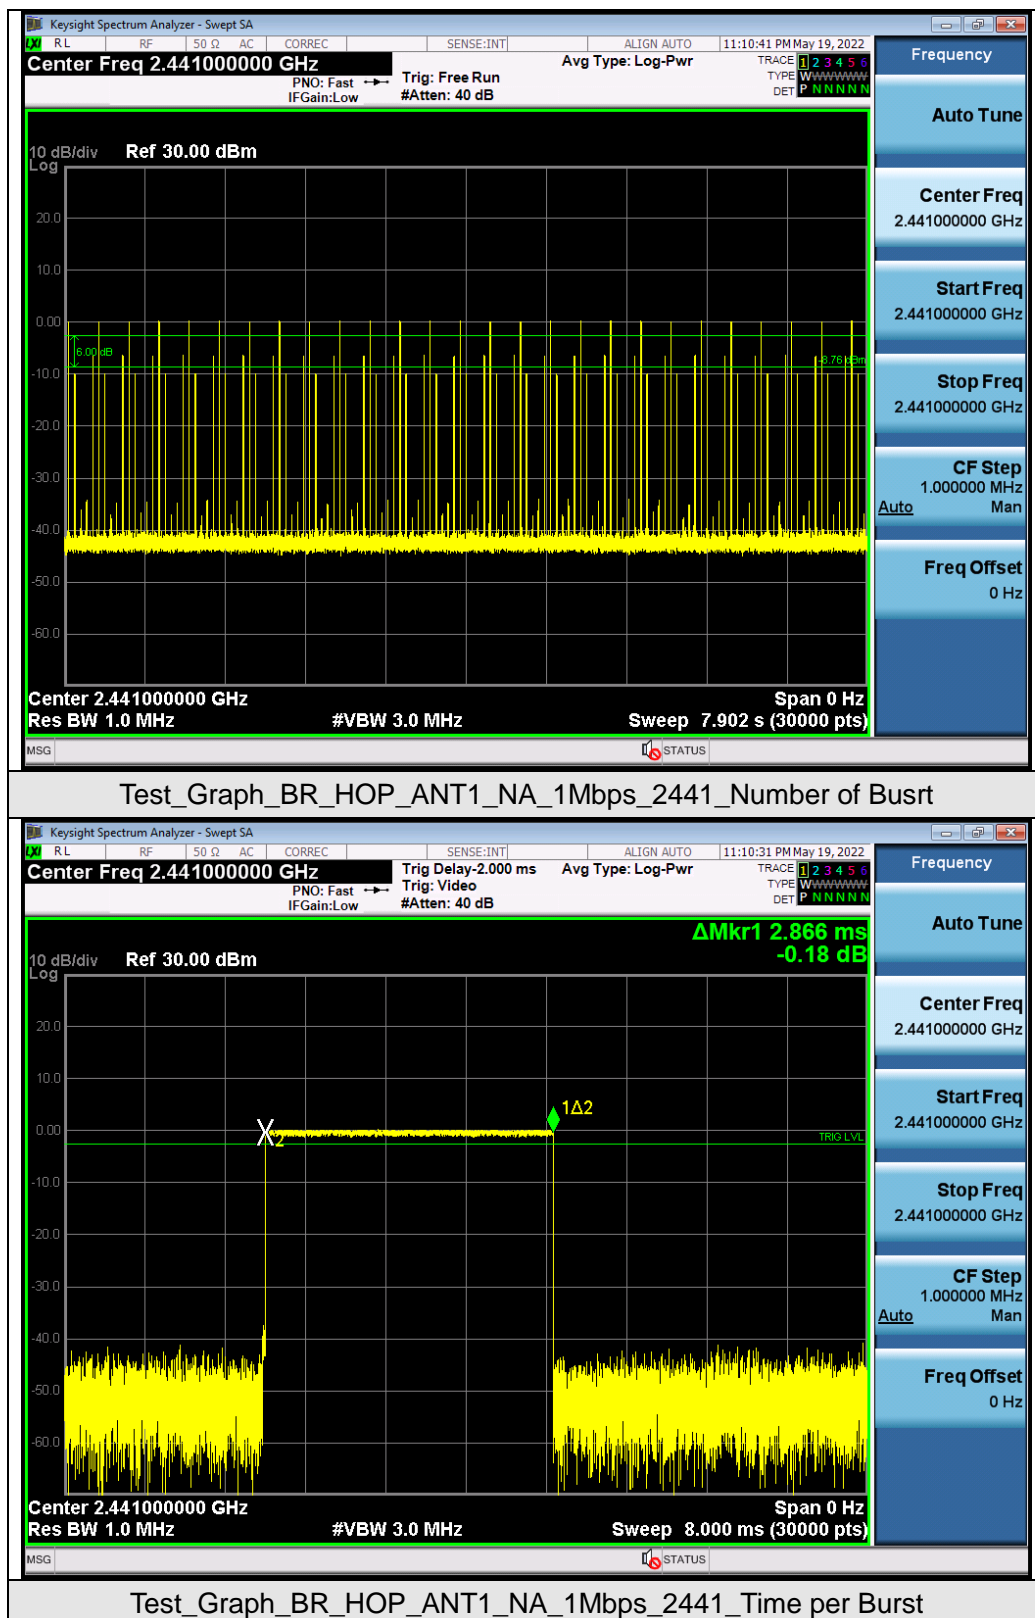 Keysight Spectrum Analyzer - Swept SA
LXI RL RF 50 Ω AC CORREC SENSE:INT ALIGN AUTO 11:10:41 PM May 19, 2022
Center Freq 2.441000000 GHz
PNO: Fast
IFGain:Low
Trig: Free Run
#Atten: 40 dB
Avg Type: Log-Pwr
TRACE 1 2 3 4 5 6
TYPE WWWWWW
DET P N N N N N
10 dB/div Ref 30.00 dBm
Log
20.0
10.0
0.00
6.00 dB
-8.76 dBm
-10.0
-20.0
-30.0
-40.0
-50.0
-60.0
Center 2.441000000 GHz Span 0 Hz
Res BW 1.0 MHz #VBW 3.0 MHz Sweep 7.902 s (30000 pts)
MSG STATUS
Frequency
Auto Tune
Center Freq
2.441000000 GHz
Start Freq
2.441000000 GHz
Stop Freq
2.441000000 GHz
CF Step
1.000000 MHz
Auto Man
Freq Offset
0 Hz
Test_Graph_BR_HOP_ANT1_NA_1Mbps_2441_Number of Busrt
Keysight Spectrum Analyzer - Swept SA
LXI RL RF 50 Ω AC CORREC SENSE:INT ALIGN AUTO 11:10:31 PM May 19, 2022
Center Freq 2.441000000 GHz
PNO: Fast
IFGain:Low
Trig Delay-2.000 ms
Trig: Video
#Atten: 40 dB
Avg Type: Log-Pwr
TRACE 1 2 3 4 5 6
TYPE WWWWWW
DET P N N N N N
ΔMkr1 2.866 ms
-0.18 dB
10 dB/div Ref 30.00 dBm
Log
20.0
10.0
1Δ2
0.00
2
TRIG LVL
-10.0
-20.0
-30.0
-40.0
-50.0
-60.0
Center 2.441000000 GHz Span 0 Hz
Res BW 1.0 MHz #VBW 3.0 MHz Sweep 8.000 ms (30000 pts)
MSG STATUS
Frequency
Auto Tune
Center Freq
2.441000000 GHz
Start Freq
2.441000000 GHz
Stop Freq
2.441000000 GHz
CF Step
1.000000 MHz
Auto Man
Freq Offset
0 Hz
Test_Graph_BR_HOP_ANT1_NA_1Mbps_2441_Time per Burst